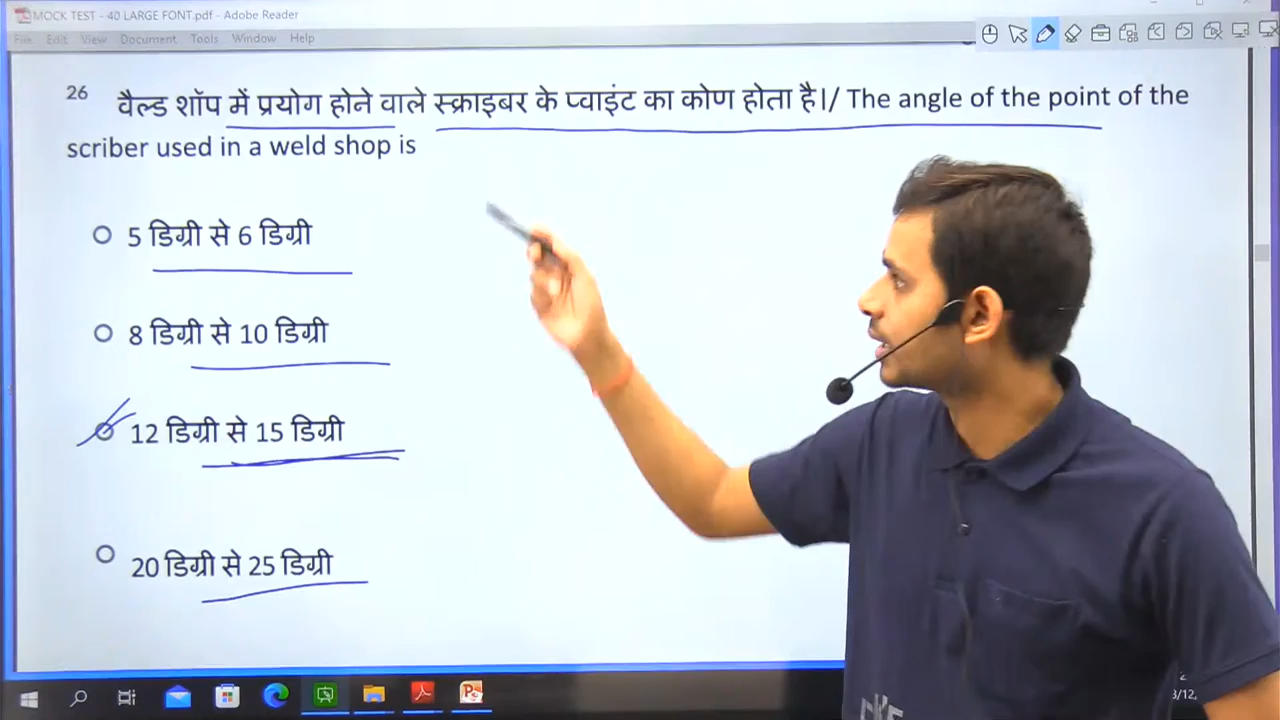 MOCK TEST - 40 LARGE FONT.pdf - Adobe Reader
File Edit View Document Tools Window Help
26 वैल्ड शॉप में प्रयोग होने वाले स्क्राइबर के प्वाइंट का कोण होता है।/ The angle of the point of the
scriber used in a weld shop is
5 डिग्री से 6 डिग्री
8 डिग्री से 10 डिग्री
12 डिग्री से 15 डिग्री
20 डिग्री से 25 डिग्री